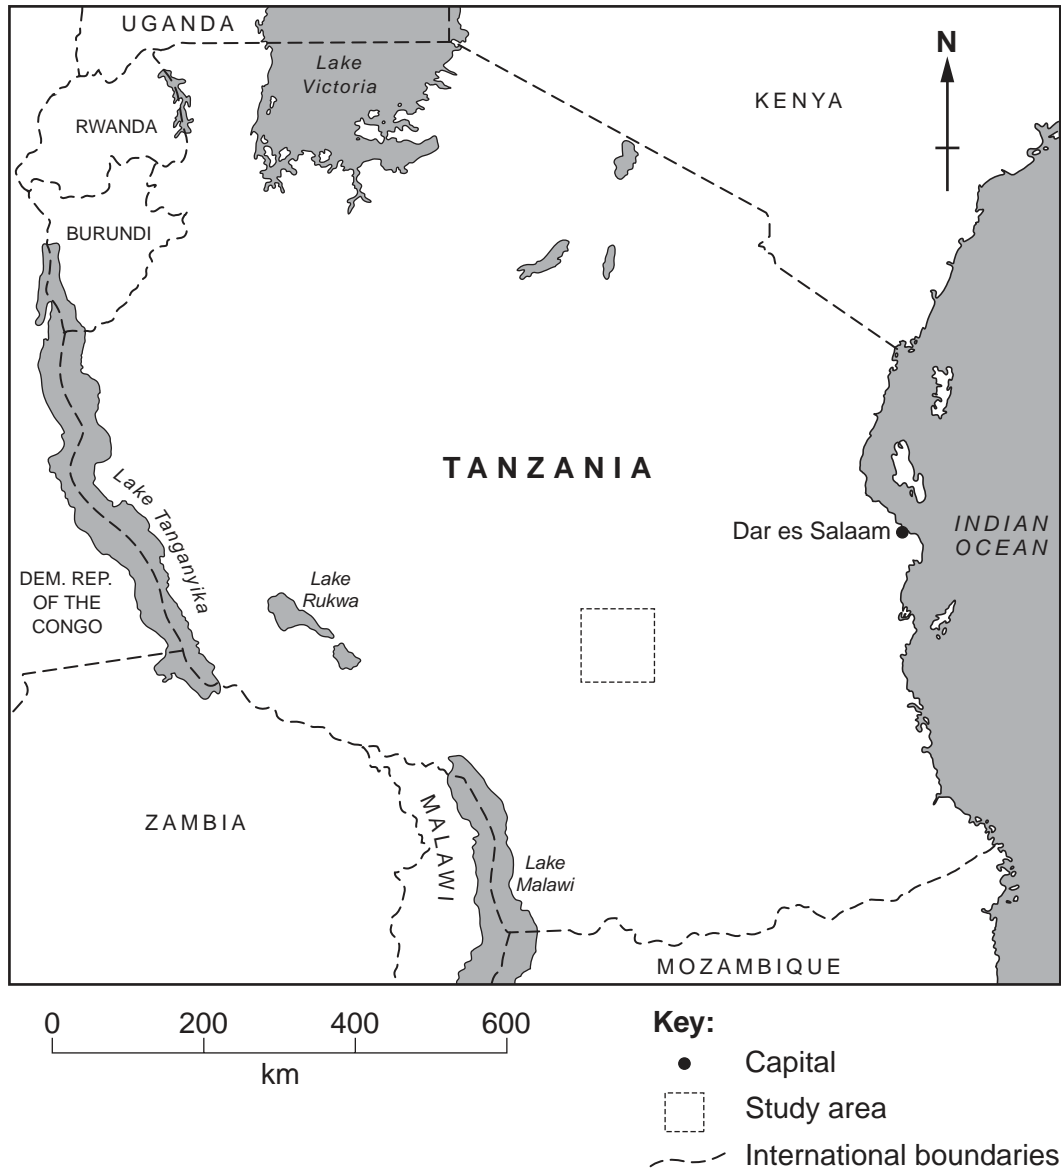 UGANDA
Lake
Victoria
N
KENYA
RWANDA
BURUNDI
TANZANIA
Lake Tanganyika
Dar es Salaam
INDIAN
OCEAN
DEM. REP.
OF THE
CONGO
Lake
Rukwa
ZAMBIA
MALAWI
Lake
Malawi
MOZAMBIQUE
0 200 400 600
km
Key:
Capital
Study area
International boundaries